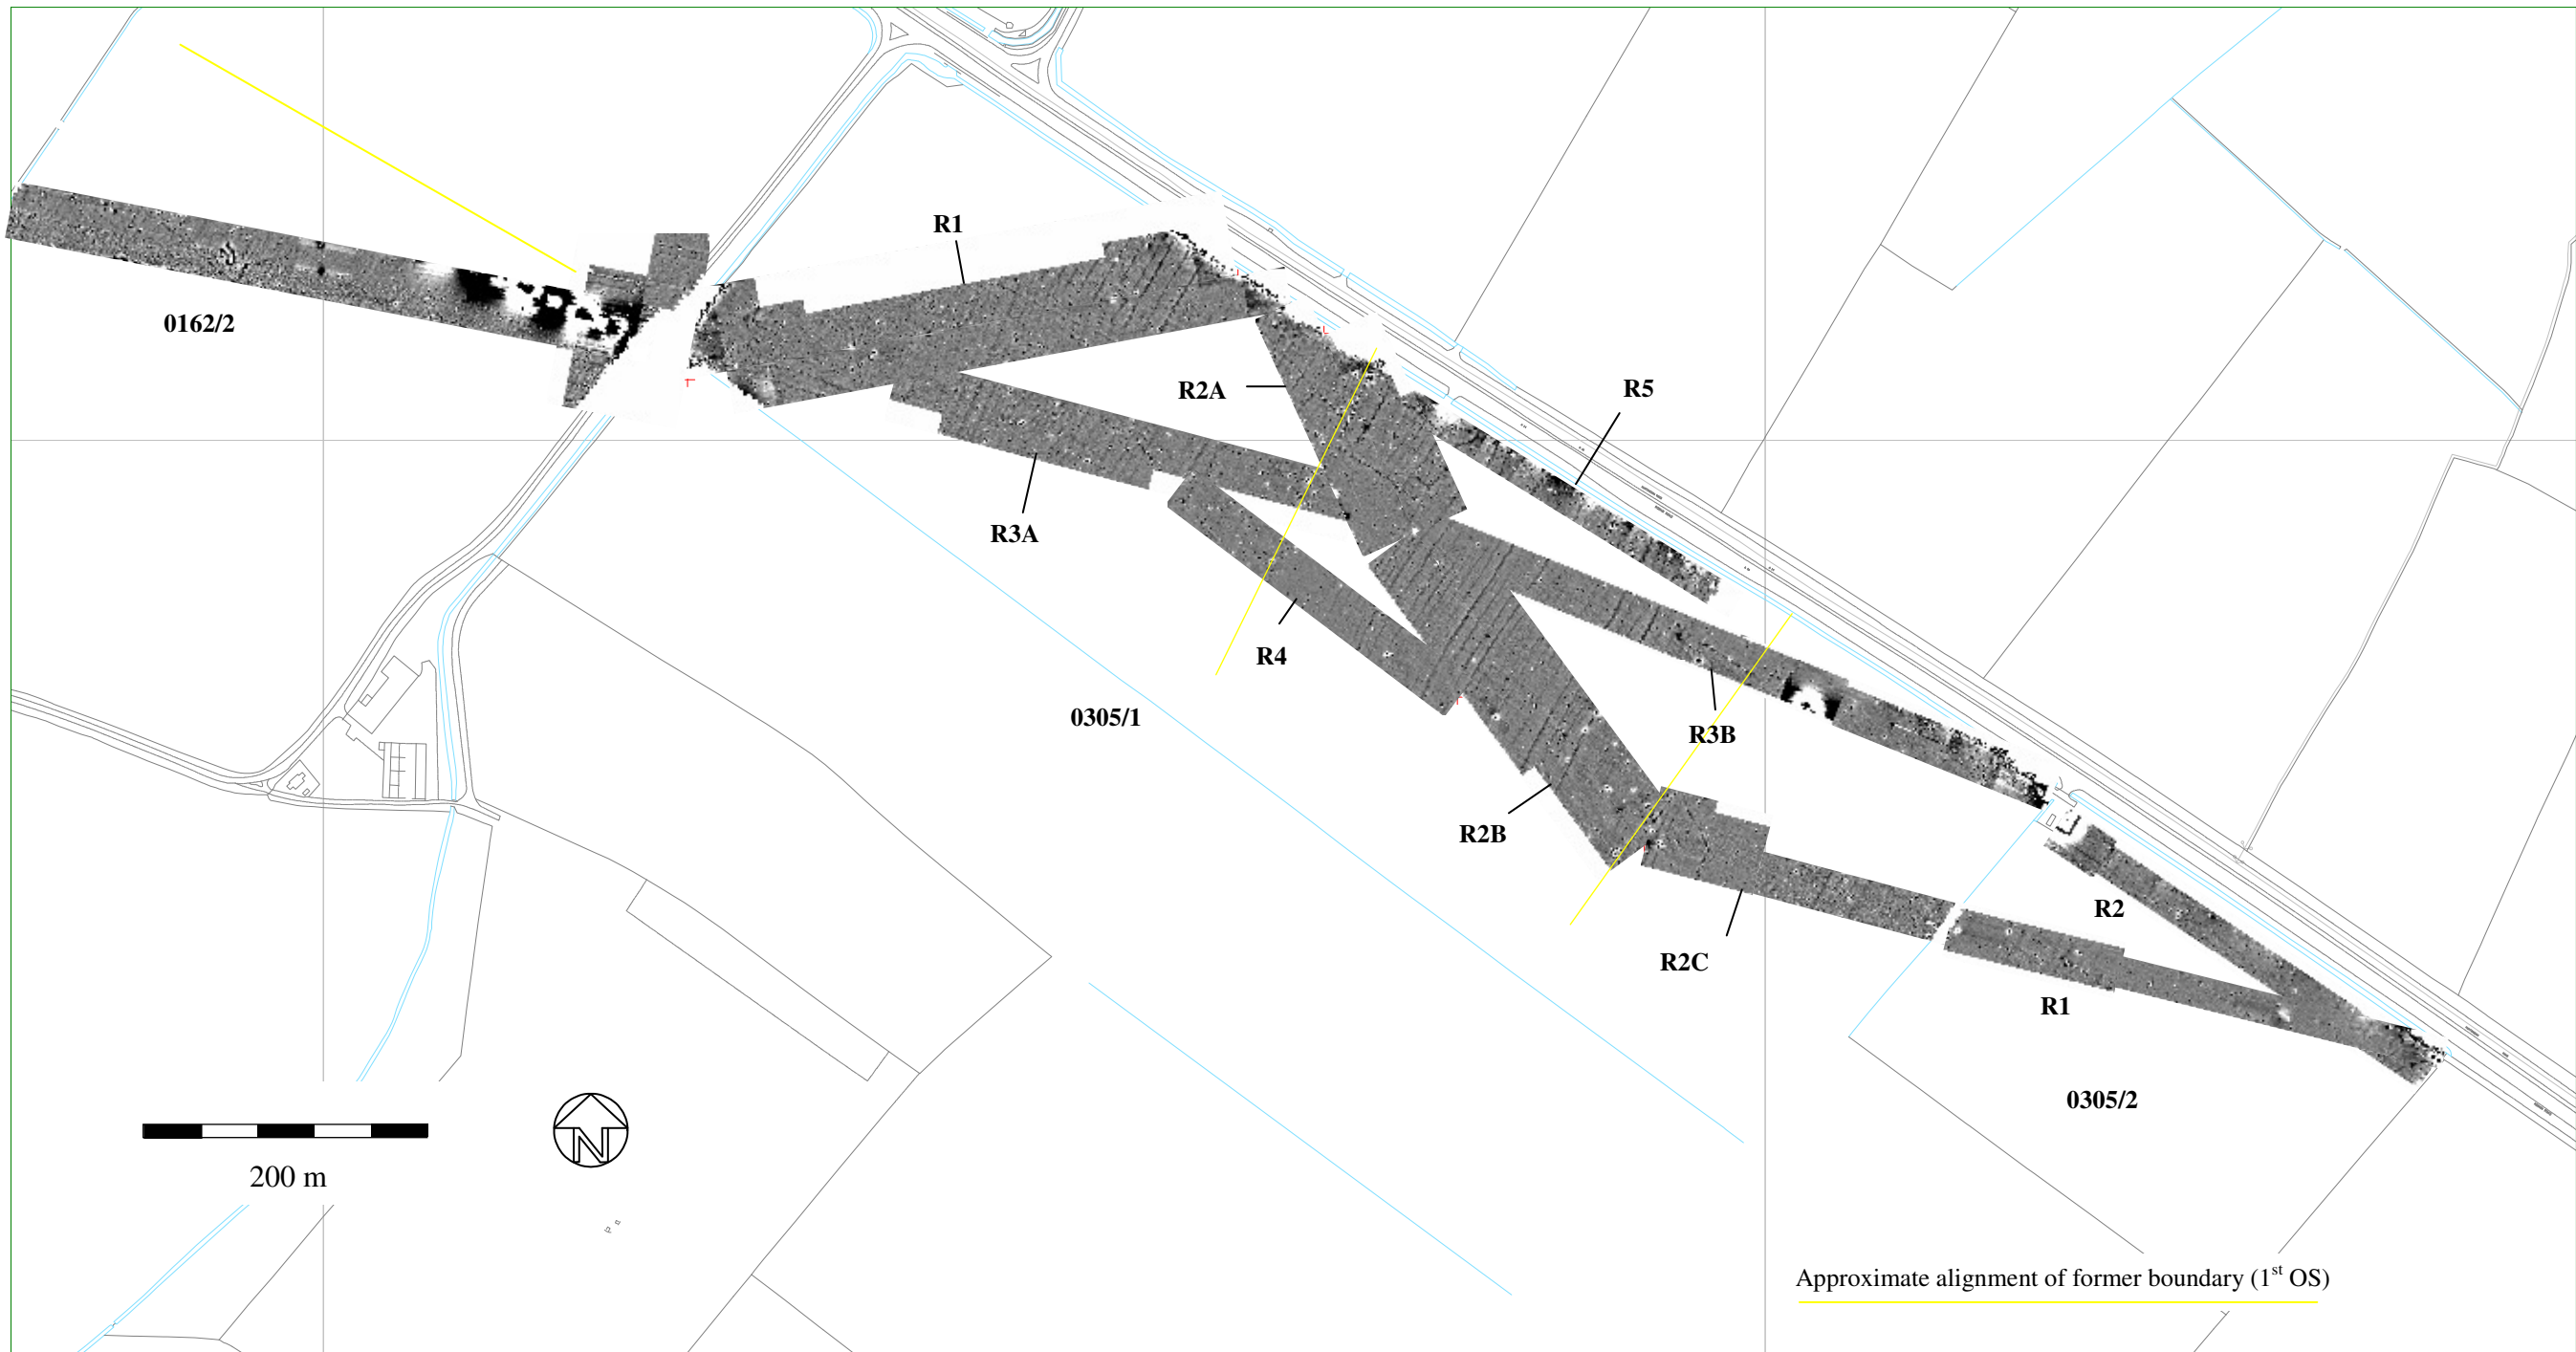 R1
0162/2
R2A
R5
R3A
R4
0305/1
R3B
R2B
R2
R2C
R1
0305/2
N
200 m
Approximate alignment of former boundary (1st OS)